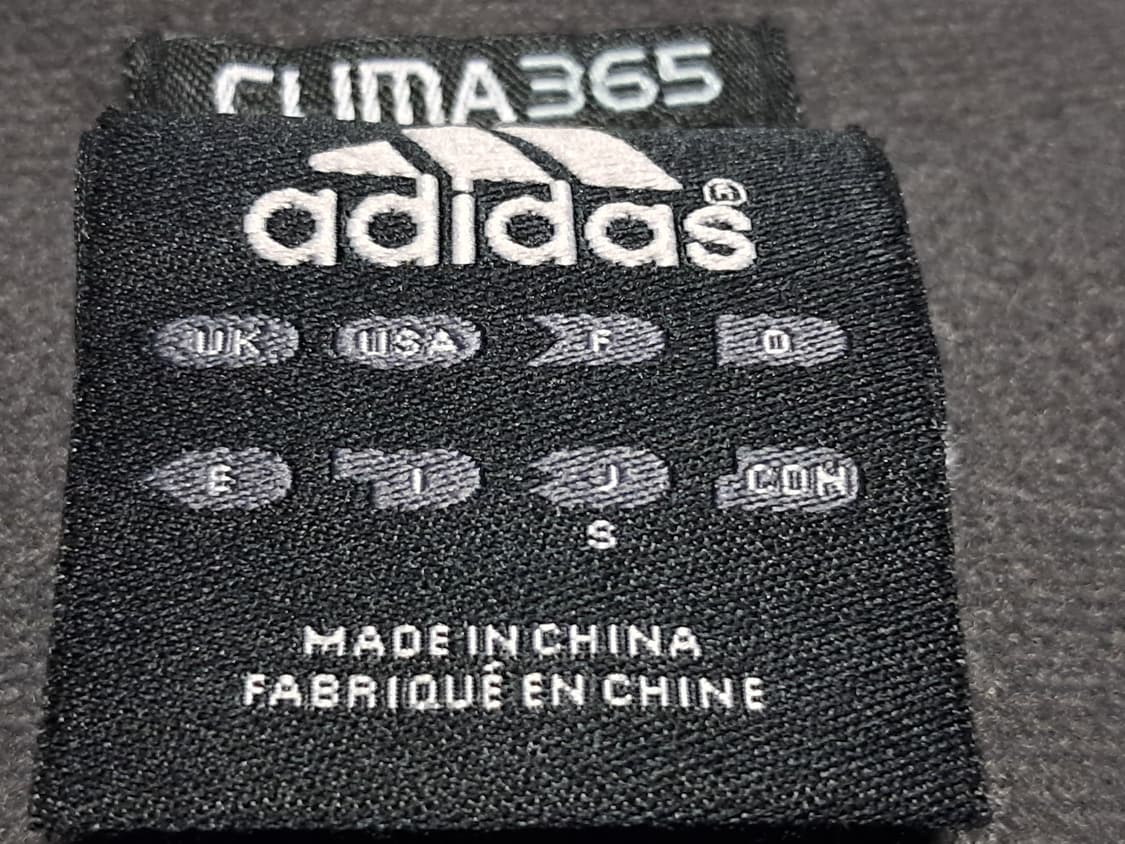 CLIMA365
adidas®
UK USA F D
E I J CDN
S
MADE IN CHINA
FABRIQUÉ EN CHINE